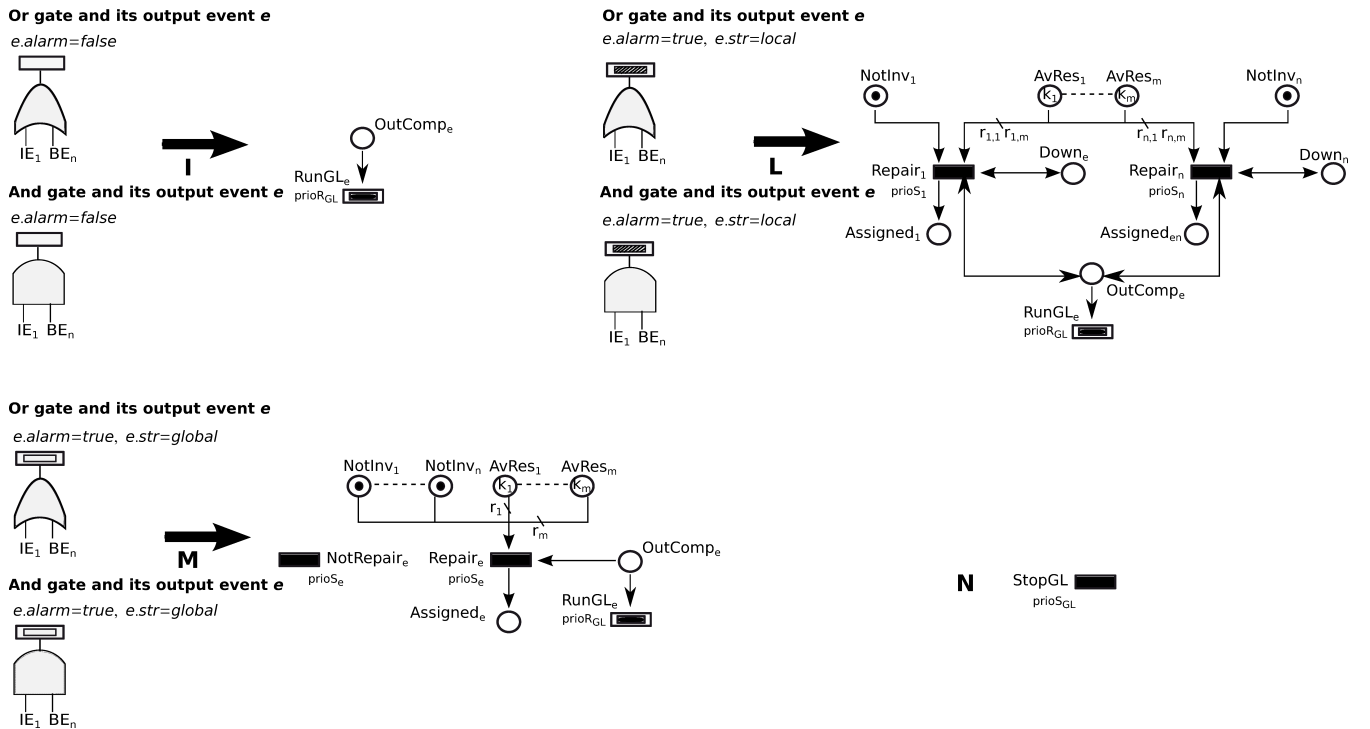 Or gate and its output event e
e.alarm=false
IE1 BEn
I
And gate and its output event e
e.alarm=false
IE1 BEn
OutCompe
RunGLe
prioRGL
Or gate and its output event e
e.alarm=true, e.str=local
IE1 BEn
L
And gate and its output event e
e.alarm=true, e.str=local
IE1 BEn
NotInv1
AvRes1 AvResm
NotInvn
k1 km
r1,1 r1,m
rn,1 rn,m
Repair1
prioS1
Downe
Repairn
prioSn
Downn
Assigned1
Assigneden
OutCompe
RunGLe
prioRGL
Or gate and its output event e
e.alarm=true, e.str=global
IE1 BEn
M
And gate and its output event e
e.alarm=true, e.str=global
IE1 BEn
NotInv1 NotInvn AvRes1 AvResm
k1 km
r1
rm
NotRepaire
prioSe
Repaire
prioSe
OutCompe
Assignede
RunGLe
prioRGL
N
StopGL
prioSGL